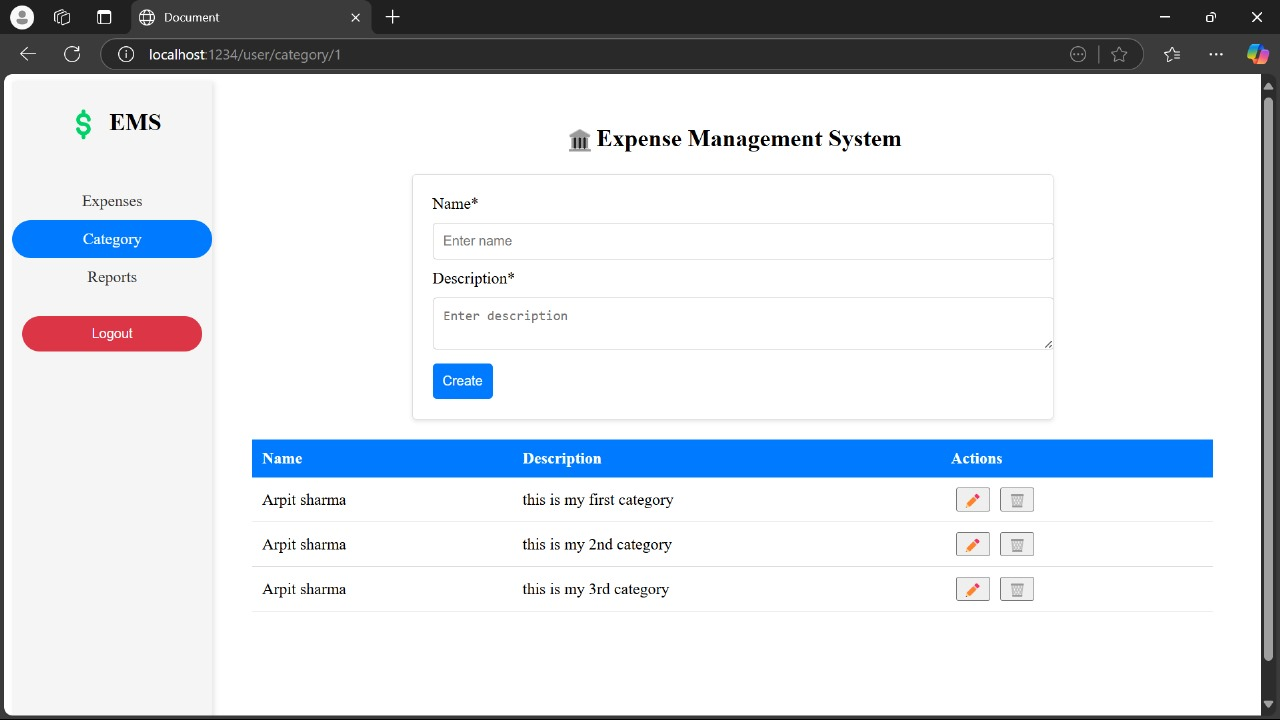 Document
localhost:1234/user/category/1
EMS
Expenses
Category
Reports
Logout
Expense Management System
Name*
Enter name
Description*
Enter description
Create
Name Description Actions
Arpit sharma this is my first category
Arpit sharma this is my 2nd category
Arpit sharma this is my 3rd category